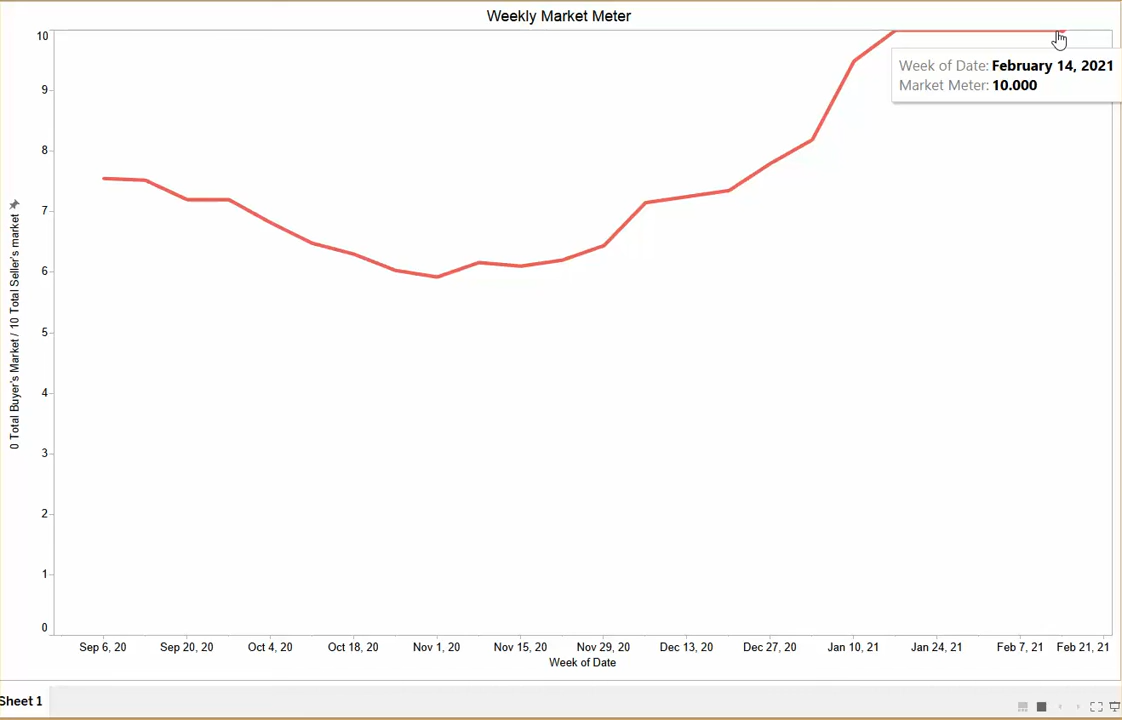 Weekly Market Meter
10
9
8
7
6
5
4
3
2
1
0
0 Total Buyer's Market / 10 Total Seller's market
Week of Date: February 14, 2021
Market Meter: 10.000
Sep 6, 20 Sep 20, 20 Oct 4, 20 Oct 18, 20 Nov 1, 20 Nov 15, 20 Nov 29, 20 Dec 13, 20 Dec 27, 20 Jan 10, 21 Jan 24, 21 Feb 7, 21 Feb 21, 21
Week of Date
Sheet 1